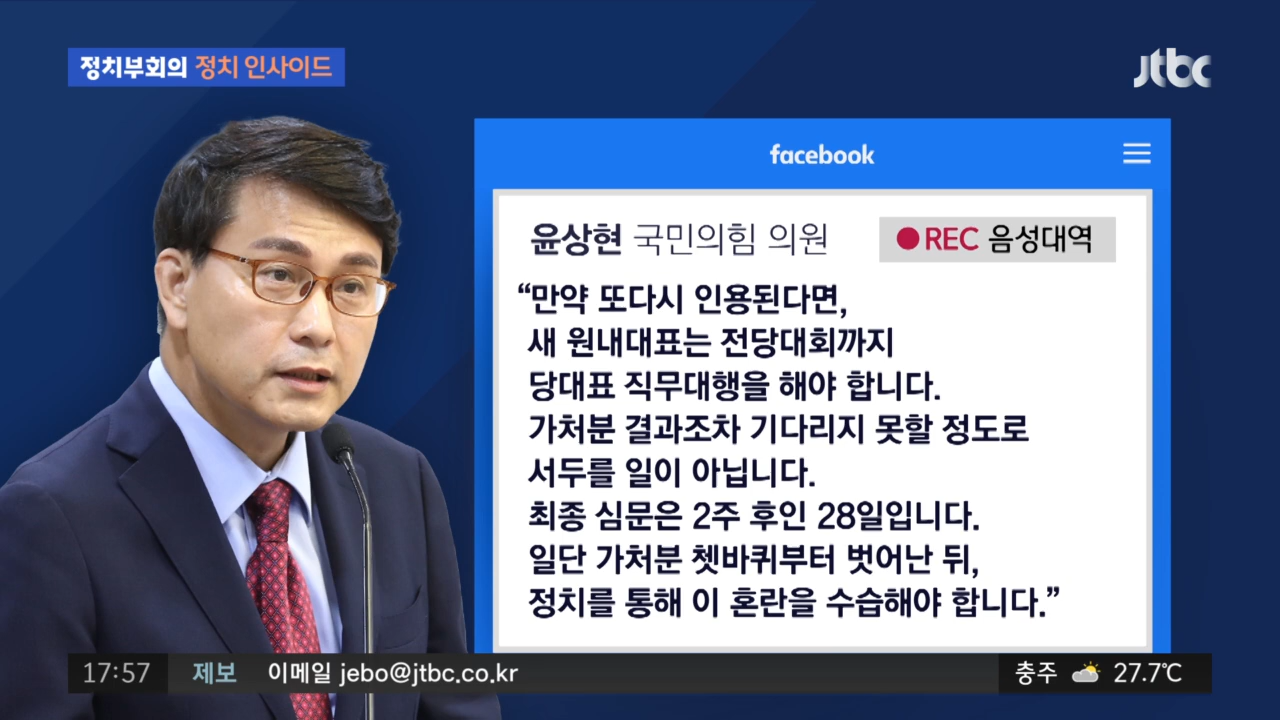 정치부회의 정치 인사이드
jtbc
facebook
윤상현 국민의힘 의원
REC 음성대역
“만약 또다시 인용된다면,
새 원내대표는 전당대회까지
당대표 직무대행을 해야 합니다.
가처분 결과조차 기다리지 못할 정도로
서두를 일이 아닙니다.
최종 심문은 2주 후인 28일입니다.
일단 가처분 쳇바퀴부터 벗어난 뒤,
정치를 통해 이 혼란을 수습해야 합니다.”
17:57 제보 이메일 jebo@jtbc.co.kr 충주 27.7℃